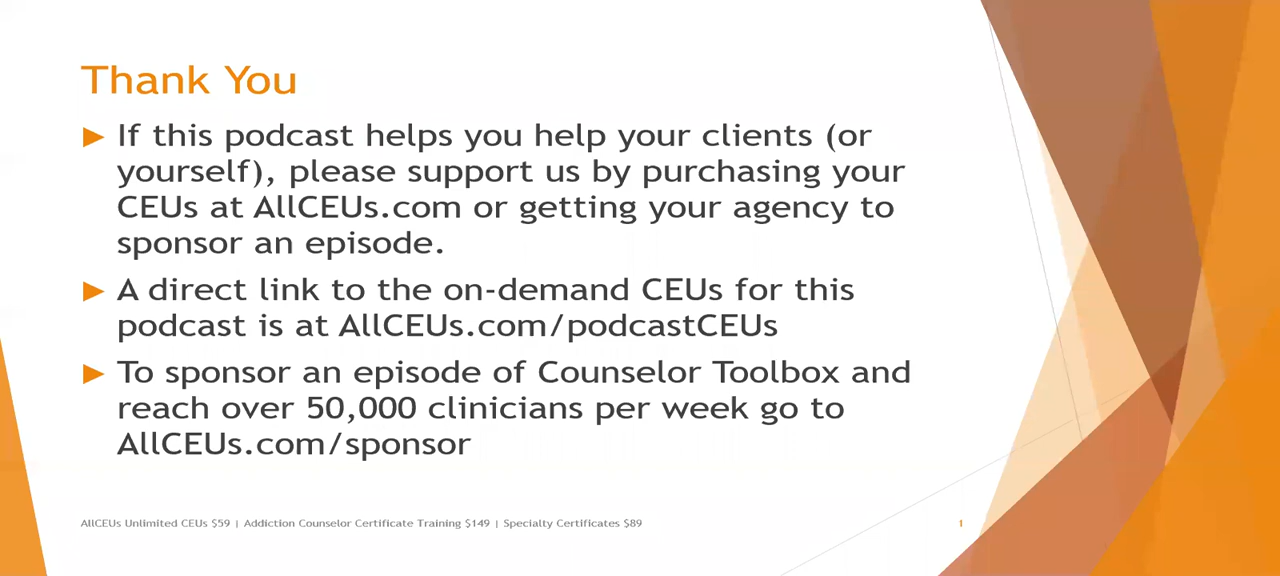 Thank You
► If this podcast helps you help your clients (or
yourself), please support us by purchasing your
CEUs at AllCEUs.com or getting your agency to
sponsor an episode.
► A direct link to the on-demand CEUs for this
podcast is at AllCEUs.com/podcastCEUs
► To sponsor an episode of Counselor Toolbox and
reach over 50,000 clinicians per week go to
AllCEUs.com/sponsor
AllCEUs Unlimited CEUs $59 | Addiction Counselor Certificate Training $149 | Specialty Certificates $89
1